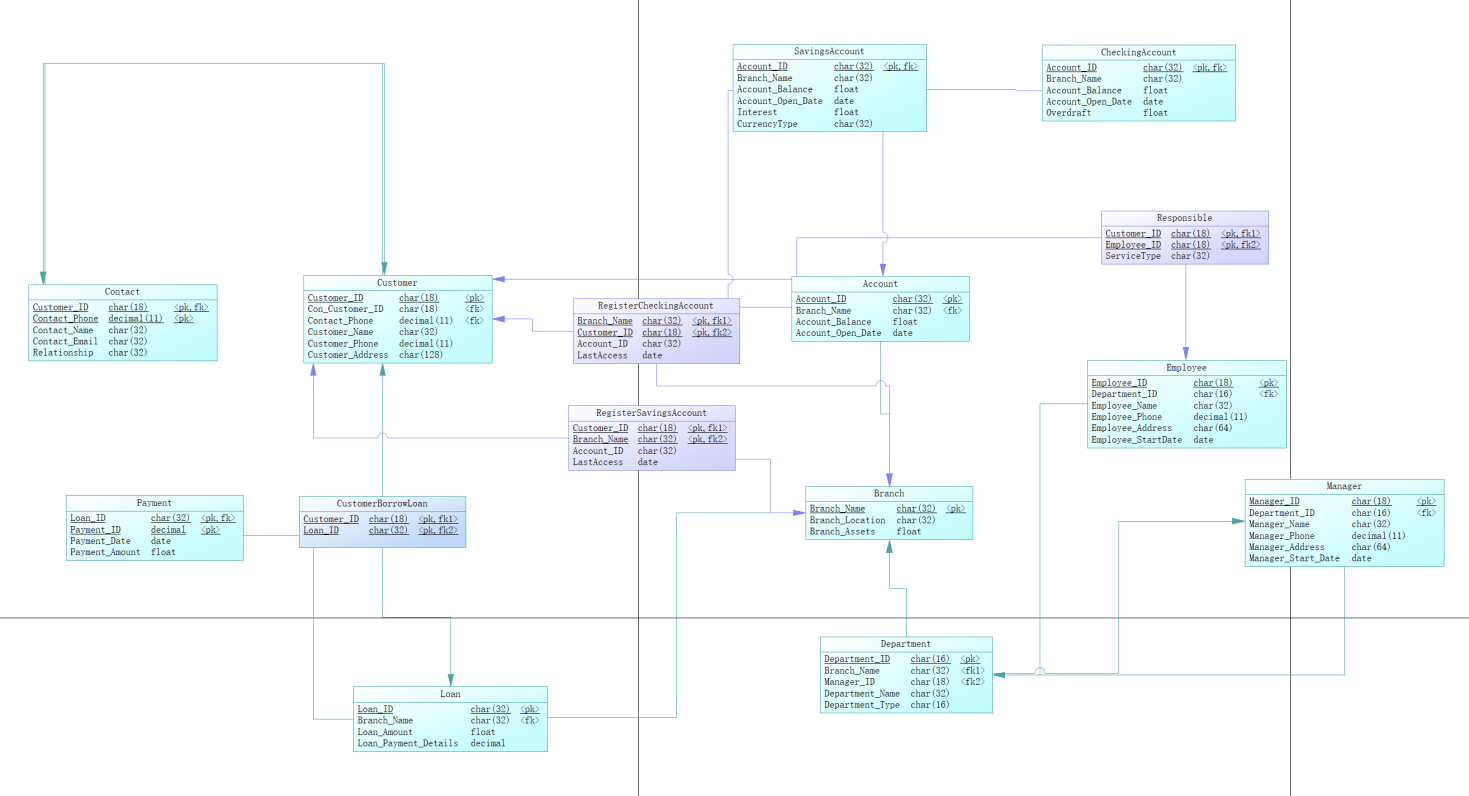 SavingsAccount
Account_ID char(32) <pk,fk>
Branch_Name char(32)
Account_Balance float
Account_Open_Date date
Interest float
CurrencyType char(32)
CheckingAccount
Account_ID char(32) <pk,fk>
Branch_Name char(32)
Account_Balance float
Account_Open_Date date
Overdraft float
Responsible
Customer_ID char(18) <pk,fk1>
Employee_ID char(18) <pk,fk2>
ServiceType char(32)
Contact
Customer_ID char(18) <pk,fk>
Contact_Phone decimal(11) <pk>
Contact_Name char(32)
Contact_Email char(32)
Relationship char(32)
Customer
Customer_ID char(18) <pk>
Con_Customer_ID char(18) <fk>
Contact_Phone decimal(11) <fk>
Customer_Name char(32)
Customer_Phone decimal(11)
Customer_Address char(128)
RegisterCheckingAccount
Branch_Name char(32) <pk,fk1>
Customer_ID char(18) <pk,fk2>
Account_ID char(32)
LastAccess date
Account
Account_ID char(32) <pk>
Branch_Name char(32) <fk>
Account_Balance float
Account_Open_Date date
Employee
Employee_ID char(18) <pk>
Department_ID char(16) <fk>
Employee_Name char(32)
Employee_Phone decimal(11)
Employee_Address char(64)
Employee_StartDate date
RegisterSavingsAccount
Customer_ID char(18) <pk,fk1>
Branch_Name char(32) <pk,fk2>
Account_ID char(32)
LastAccess date
Payment
Loan_ID char(32) <pk,fk>
Payment_ID decimal <pk>
Payment_Date date
Payment_Amount float
CustomerBorrowLoan
Customer_ID char(18) <pk,fk1>
Loan_ID char(32) <pk,fk2>
Branch
Branch_Name char(32) <pk>
Branch_Location char(32)
Branch_Assets float
Manager
Manager_ID char(18) <pk>
Department_ID char(16) <fk>
Manager_Name char(32)
Manager_Phone decimal(11)
Manager_Address char(64)
Manager_Start_Date date
Department
Department_ID char(16) <pk>
Branch_Name char(32) <fk1>
Manager_ID char(18) <fk2>
Department_Name char(32)
Department_Type char(16)
Loan
Loan_ID char(32) <pk>
Branch_Name char(32) <fk>
Loan_Amount float
Loan_Payment_Details decimal